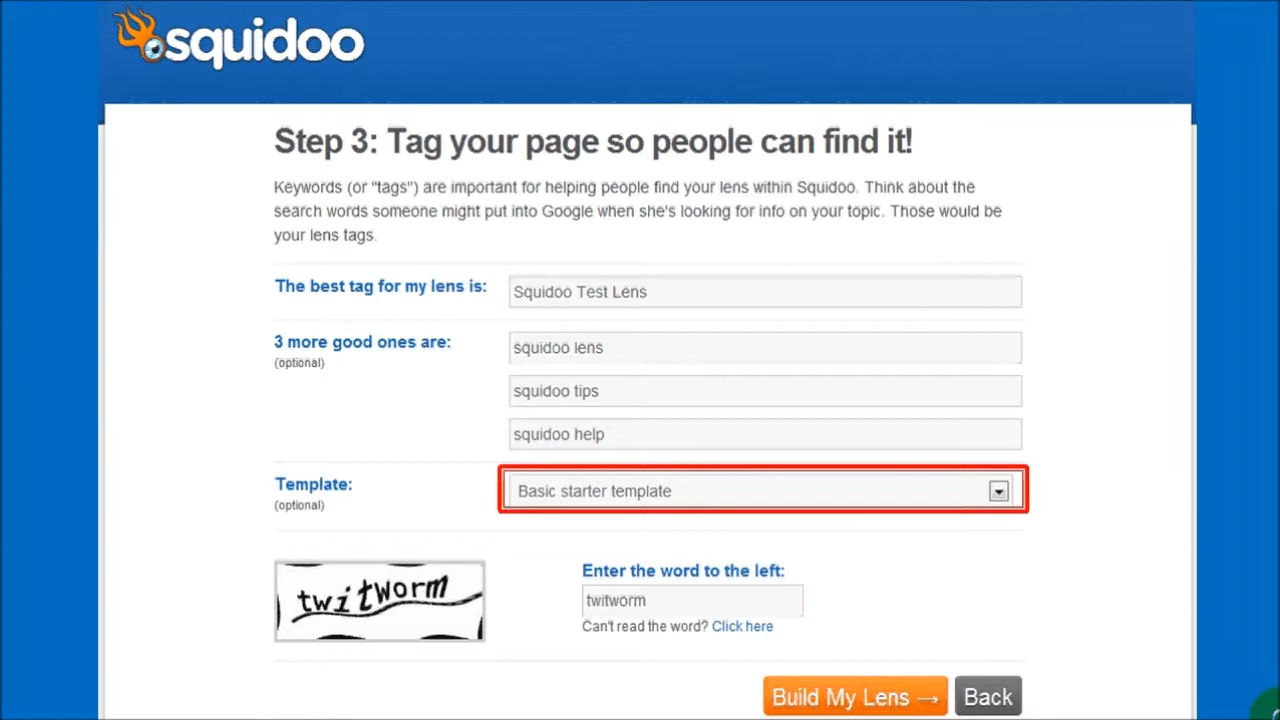 squidoo
Step 3: Tag your page so people can find it!
Keywords (or "tags") are important for helping people find your lens within Squidoo. Think about the
search words someone might put into Google when she's looking for info on your topic. Those would be
your lens tags.
The best tag for my lens is:
Squidoo Test Lens
3 more good ones are:
(optional)
squidoo lens
squidoo tips
squidoo help
Template:
(optional)
Basic starter template
twitworm
Enter the word to the left:
twitworm
Can't read the word? Click here
Build My Lens →
Back